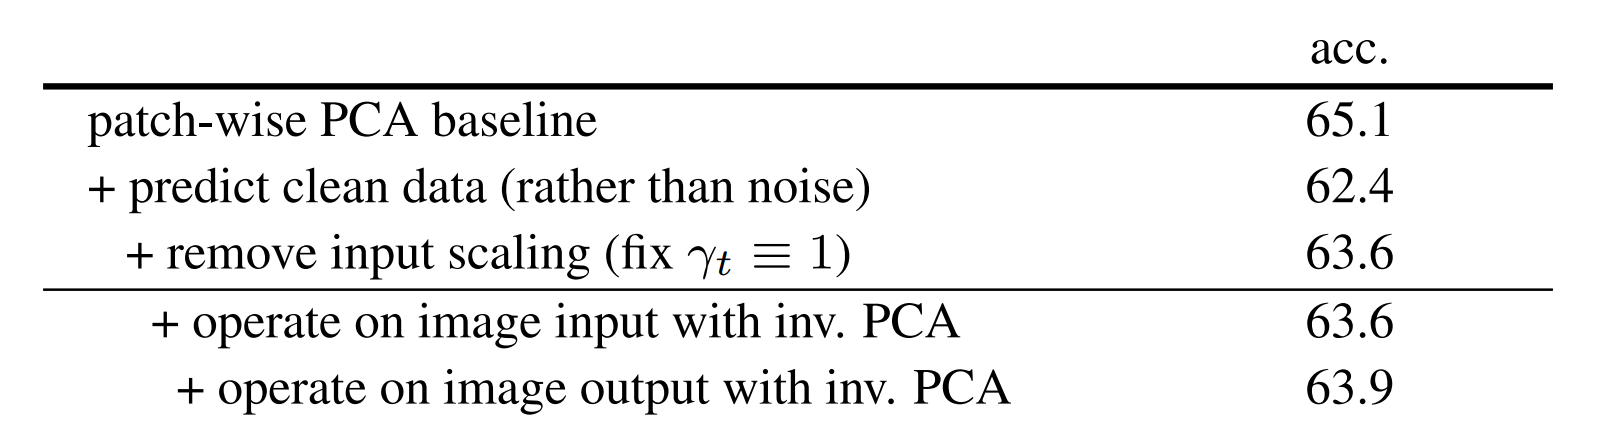 acc.
patch-wise PCA baseline 65.1
+ predict clean data (rather than noise) 62.4
+ remove input scaling (fix γₜ ≡ 1) 63.6
+ operate on image input with inv. PCA 63.6
+ operate on image output with inv. PCA 63.9